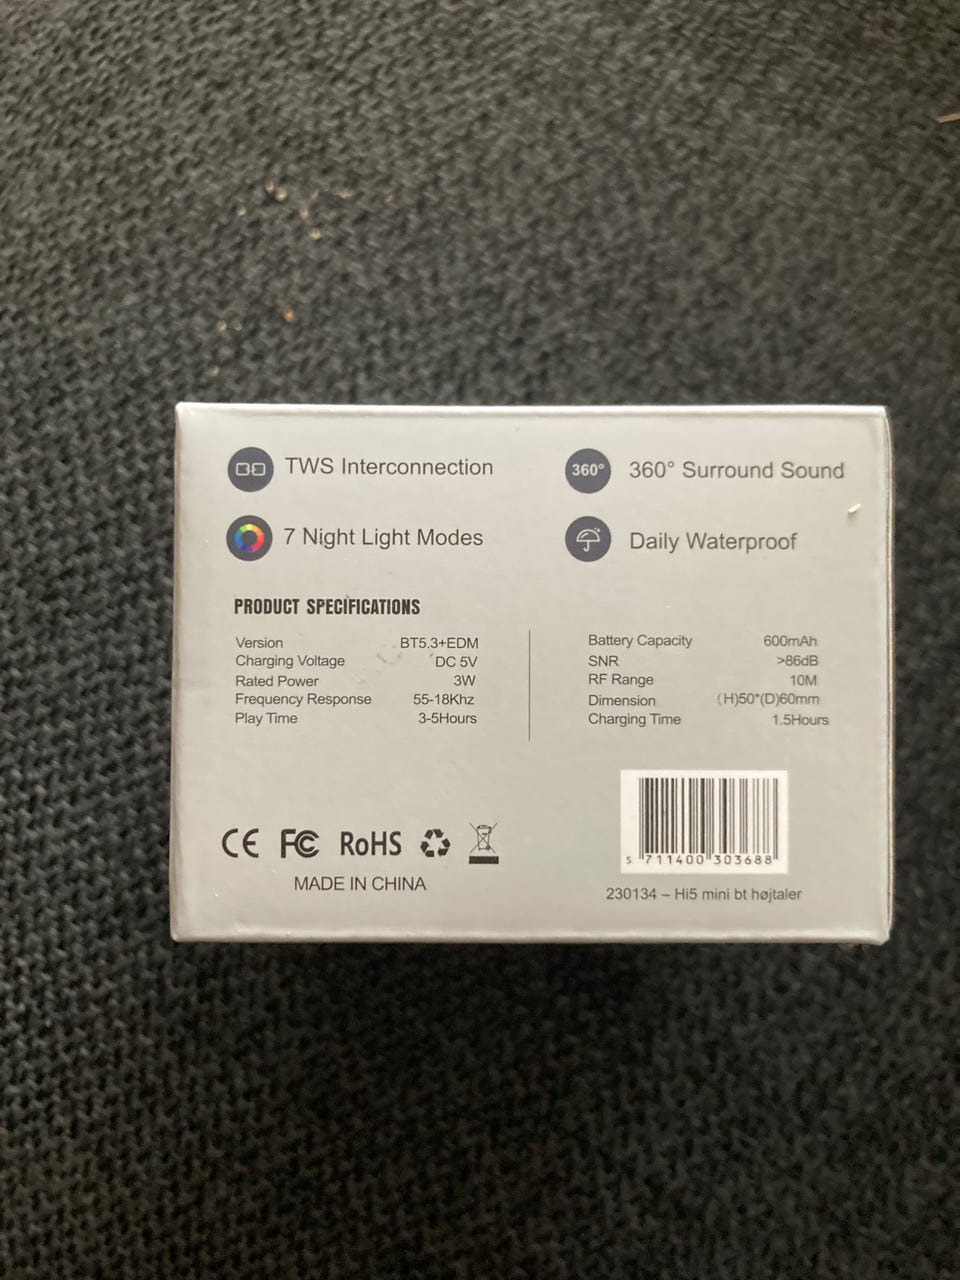 TWS Interconnection
360° 360° Surround Sound
7 Night Light Modes
Daily Waterproof
PRODUCT SPECIFICATIONS
Version BT5.3+EDM
Charging Voltage DC 5V
Rated Power 3W
Frequency Response 55-18Khz
Play Time 3-5Hours
Battery Capacity 600mAh
SNR >86dB
RF Range 10M
Dimension (H)50*(D)60mm
Charging Time 1.5Hours
CE FC RoHS
MADE IN CHINA
5 711400 303688
230134 – Hi5 mini bt højtaler